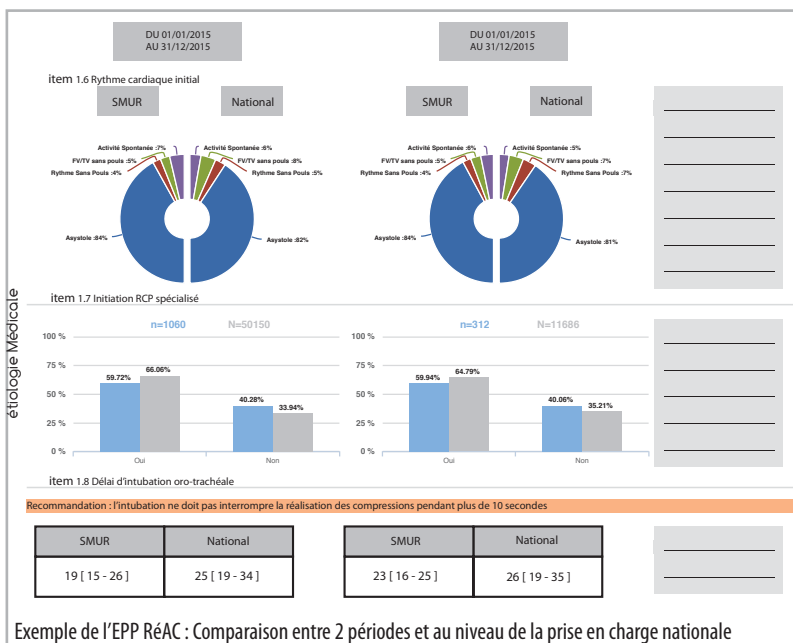 DU 01/01/2015
AU 31/12/2015
DU 01/01/2015
AU 31/12/2015
item 1.6 Rythme cardiaque initial
SMUR
National
SMUR
National
Activité Spontanée :7%
FV/TV sans pouls :5%
Rythme Sans Pouls :4%
Asystole :84%
Activité Spontanée :6%
FV/TV sans pouls :8%
Rythme Sans Pouls :5%
Asystole :82%
Activité Spontanée :6%
FV/TV sans pouls :5%
Rythme Sans Pouls :4%
Asystole :84%
Activité Spontanée :5%
FV/TV sans pouls :7%
Rythme Sans Pouls :7%
Asystole :81%
étiologie Médicale
item 1.7 Initiation RCP spécialisé
n=1060 N=50150
100 %
75 %
50 %
25 %
0 %
59.72%
66.06%
40.28%
33.94%
Oui
Non
n=312 N=11686
100 %
75 %
50 %
25 %
0 %
59.94%
64.79%
40.06%
35.21%
Oui
Non
item 1.8 Délai d'intubation oro-trachéale
Recommandation : l'intubation ne doit pas interrompre la réalisation des compressions pendant plus de 10 secondes
SMUR
National
19 [ 15 - 26 ]
25 [ 19 - 34 ]
SMUR
National
23 [ 16 - 25 ]
26 [ 19 - 35 ]
Exemple de l'EPP RéAC : Comparaison entre 2 périodes et au niveau de la prise en charge nationale